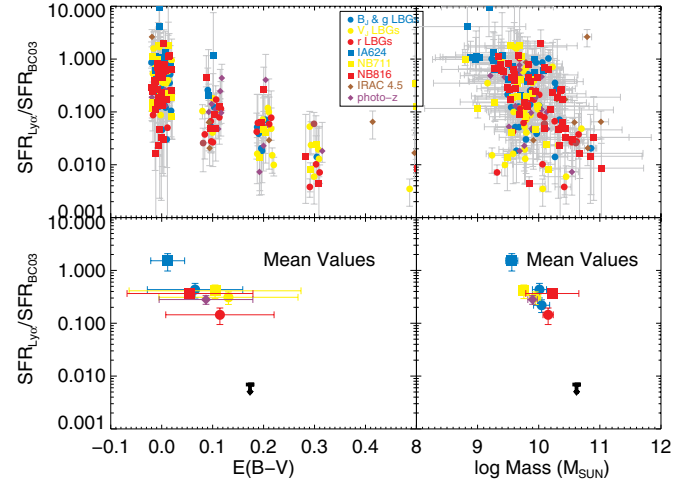 10.000
1.000
0.100
0.010
0.001
SFR_Lyα/SFR_BC03
B, & g LBGs
V, LBGs
r LBGs
IA624
NB711
NB816
IRAC 4.5
photo-z
10.000
1.000
0.100
0.010
0.001
SFR_Lyα/SFR_BC03
Mean Values
Mean Values
-0.1 0.0 0.1 0.2 0.3 0.4 8 9 10 11 12
E(B-V) log Mass (M_SUN)